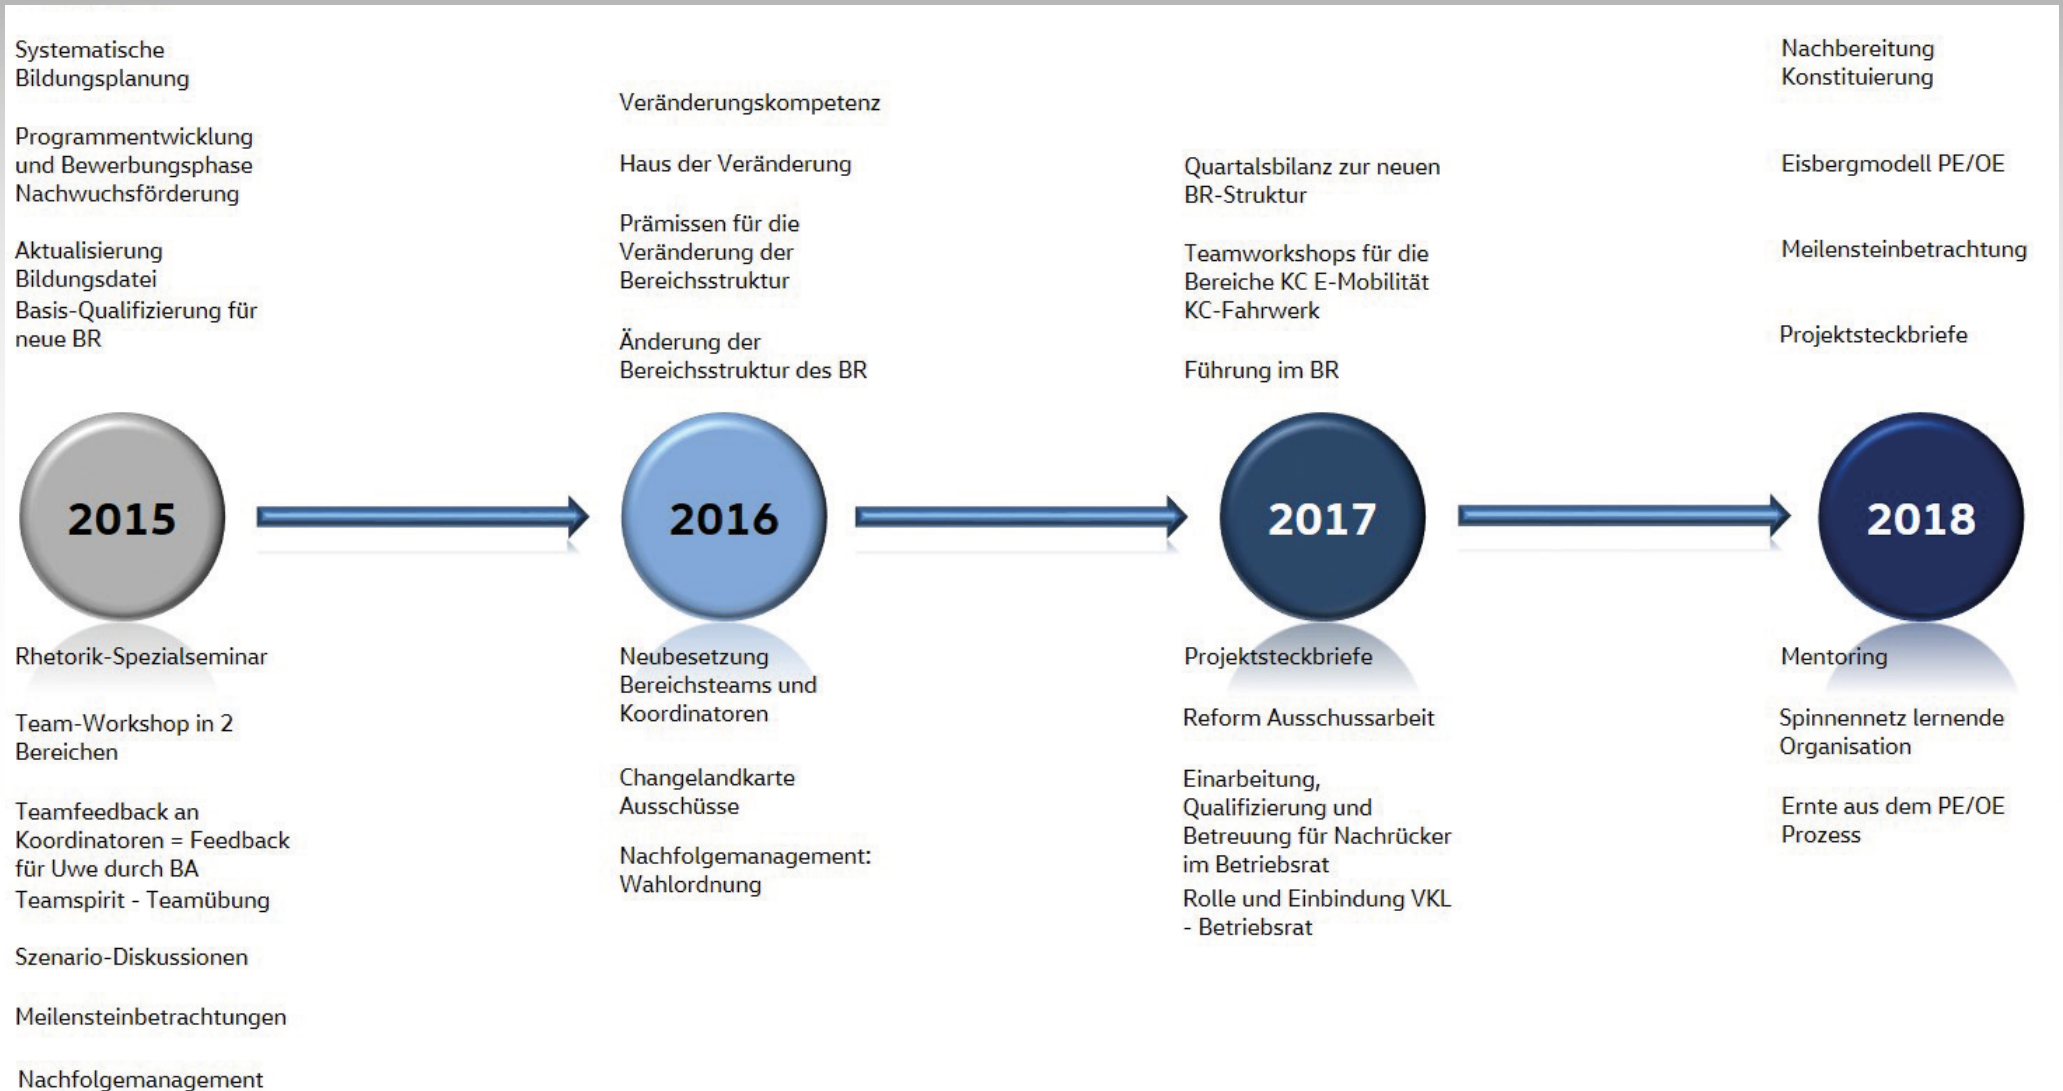 Systematische
Bildungsplanung
Programmentwicklung
und Bewerbungsphase
Nachwuchsförderung
Aktualisierung
Bildungsdatei
Basis-Qualifizierung für
neue BR
2015
Rhetorik-Spezialseminar
Team-Workshop in 2
Bereichen
Teamfeedback an
Koordinatoren = Feedback
für Uwe durch BA
Teamspirit - Teamübung
Szenario-Diskussionen
Meilensteinbetrachtungen
Nachfolgemanagement
Veränderungskompetenz
Haus der Veränderung
Prämissen für die
Veränderung der
Bereichsstruktur
Änderung der
Bereichsstruktur des BR
2016
Neubesetzung
Bereichsteams und
Koordinatoren
Changelandkarte
Ausschüsse
Nachfolgemanagement:
Wahlordnung
Quartalsbilanz zur neuen
BR-Struktur
Teamworkshops für die
Bereiche KC E-Mobilität
KC-Fahrwerk
Führung im BR
2017
Projektsteckbriefe
Reform Ausschussarbeit
Einarbeitung,
Qualifizierung und
Betreuung für Nachrücker
im Betriebsrat
Rolle und Einbindung VKL
- Betriebsrat
Nachbereitung
Konstituierung
Eisbergmodell PE/OE
Meilensteinbetrachtung
Projektsteckbriefe
2018
Mentoring
Spinnennetz lernende
Organisation
Ernte aus dem PE/OE
Prozess